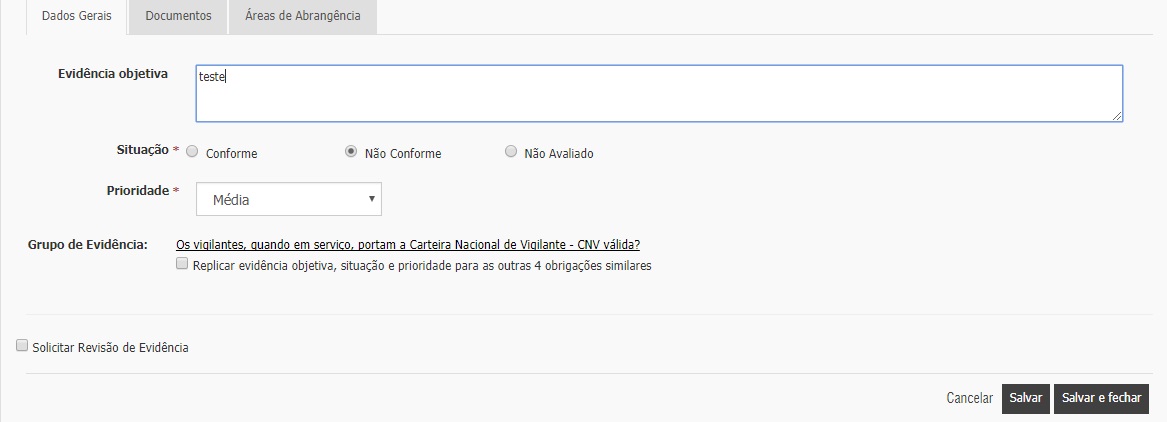 Dados Gerais Documentos Áreas de Abrangência
Evidência objetiva teste
Situação * Conforme Não Conforme Não Avaliado
Prioridade * Média
Grupo de Evidência: Os vigilantes, quando em serviço, portam a Carteira Nacional de Vigilante - CNV válida?
Replicar evidência objetiva, situação e prioridade para as outras 4 obrigações similares
Solicitar Revisão de Evidência
Cancelar Salvar Salvar e fechar